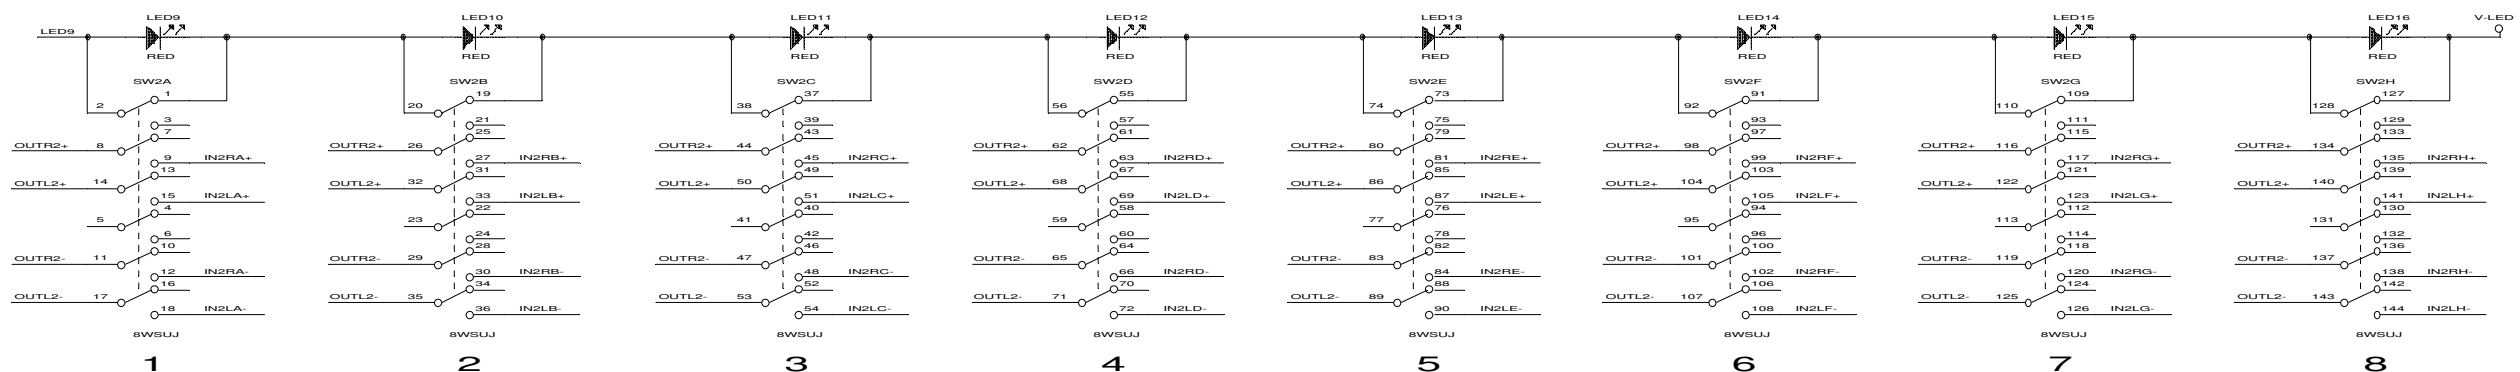 LED9 LED10 LED11 LED12 LED13 LED14 LED15 LED16 V-LED
LED9
RED RED RED RED RED RED RED RED
SW2A SW2B SW2C SW2D SW2E SW2F SW2G SW2H
1 19 37 55 73 91 109 127
2 20 38 56 74 92 110 128
3 21 39 57 75 93 111 129
7 25 43 61 79 97 115 133
OUTR2+ 8 OUTR2+ 26 OUTR2+ 44 OUTR2+ 62 OUTR2+ 80 OUTR2+ 98 OUTR2+ 116 OUTR2+ 134
9 IN2RA+ 27 IN2RB+ 45 IN2RC+ 63 IN2RD+ 81 IN2RE+ 99 IN2RF+ 117 IN2RG+ 135 IN2RH+
13 31 49 67 85 103 121 139
OUTL2+ 14 OUTL2+ 32 OUTL2+ 50 OUTL2+ 68 OUTL2+ 86 OUTL2+ 104 OUTL2+ 122 OUTL2+ 140
15 IN2LA+ 33 IN2LB+ 51 IN2LC+ 69 IN2LD+ 87 IN2LE+ 105 IN2LF+ 123 IN2LG+ 141 IN2LH+
4 22 40 58 76 94 112 130
5 23 41 59 77 95 113 131
6 24 42 60 78 96 114 132
10 28 46 64 82 100 118 136
OUTR2- 11 OUTR2- 29 OUTR2- 47 OUTR2- 65 OUTR2- 83 OUTR2- 101 OUTR2- 119 OUTR2- 137
12 IN2RA- 30 IN2RB- 48 IN2RC- 66 IN2RD- 84 IN2RE- 102 IN2RF- 120 IN2RG- 138 IN2RH-
16 34 52 70 88 106 124 142
OUTL2- 17 OUTL2- 35 OUTL2- 53 OUTL2- 71 OUTL2- 89 OUTL2- 107 OUTL2- 125 OUTL2- 143
18 IN2LA- 36 IN2LB- 54 IN2LC- 72 IN2LD- 90 IN2LE- 108 IN2LF- 126 IN2LG- 144 IN2LH-
8WSUJ 8WSUJ 8WSUJ 8WSUJ 8WSUJ 8WSUJ 8WSUJ 8WSUJ
1 2 3 4 5 6 7 8